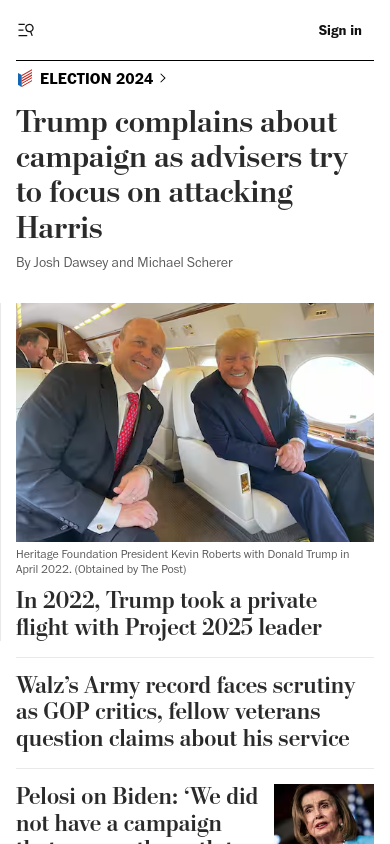 Sign in
ELECTION 2024
Trump complains about
campaign as advisers try
to focus on attacking
Harris
By Josh Dawsey and Michael Scherer
Heritage Foundation President Kevin Roberts with Donald Trump in
April 2022. (Obtained by The Post)
In 2022, Trump took a private
flight with Project 2025 leader
Walz’s Army record faces scrutiny
as GOP critics, fellow veterans
question claims about his service
Pelosi on Biden: ‘We did
not have a campaign